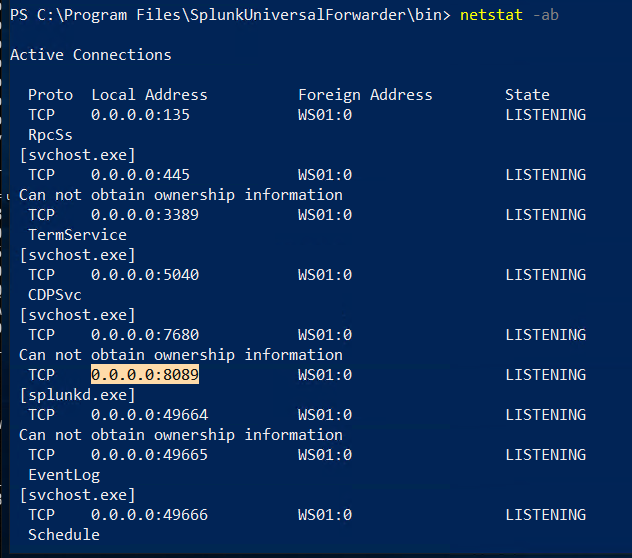 PS C:\Program Files\SplunkUniversalForwarder\bin> netstat -ab
Active Connections
Proto Local Address Foreign Address State
TCP 0.0.0.0:135 WS01:0 LISTENING
RpcSs
[svchost.exe]
TCP 0.0.0.0:445 WS01:0 LISTENING
Can not obtain ownership information
TCP 0.0.0.0:3389 WS01:0 LISTENING
TermService
[svchost.exe]
TCP 0.0.0.0:5040 WS01:0 LISTENING
CDPSvc
[svchost.exe]
TCP 0.0.0.0:7680 WS01:0 LISTENING
Can not obtain ownership information
TCP 0.0.0.0:8089 WS01:0 LISTENING
[splunkd.exe]
TCP 0.0.0.0:49664 WS01:0 LISTENING
Can not obtain ownership information
TCP 0.0.0.0:49665 WS01:0 LISTENING
EventLog
[svchost.exe]
TCP 0.0.0.0:49666 WS01:0 LISTENING
Schedule